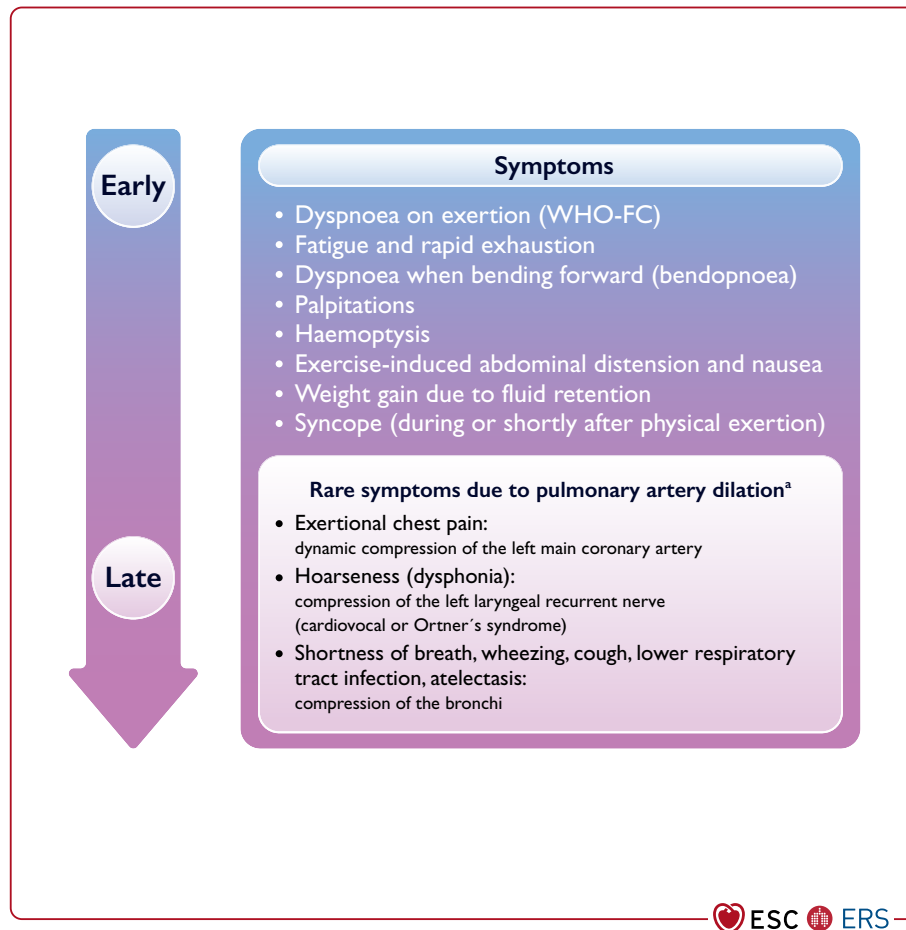 Early
Symptoms
• Dyspnoea on exertion (WHO-FC)
• Fatigue and rapid exhaustion
• Dyspnoea when bending forward (bendopnoea)
• Palpitations
• Haemoptysis
• Exercise-induced abdominal distension and nausea
• Weight gain due to fluid retention
• Syncope (during or shortly after physical exertion)
Rare symptoms due to pulmonary artery dilationᵃ
• Exertional chest pain:
dynamic compression of the left main coronary artery
Late
• Hoarseness (dysphonia):
compression of the left laryngeal recurrent nerve
(cardiovocal or Ortner´s syndrome)
• Shortness of breath, wheezing, cough, lower respiratory
tract infection, atelectasis:
compression of the bronchi
ESC ERS